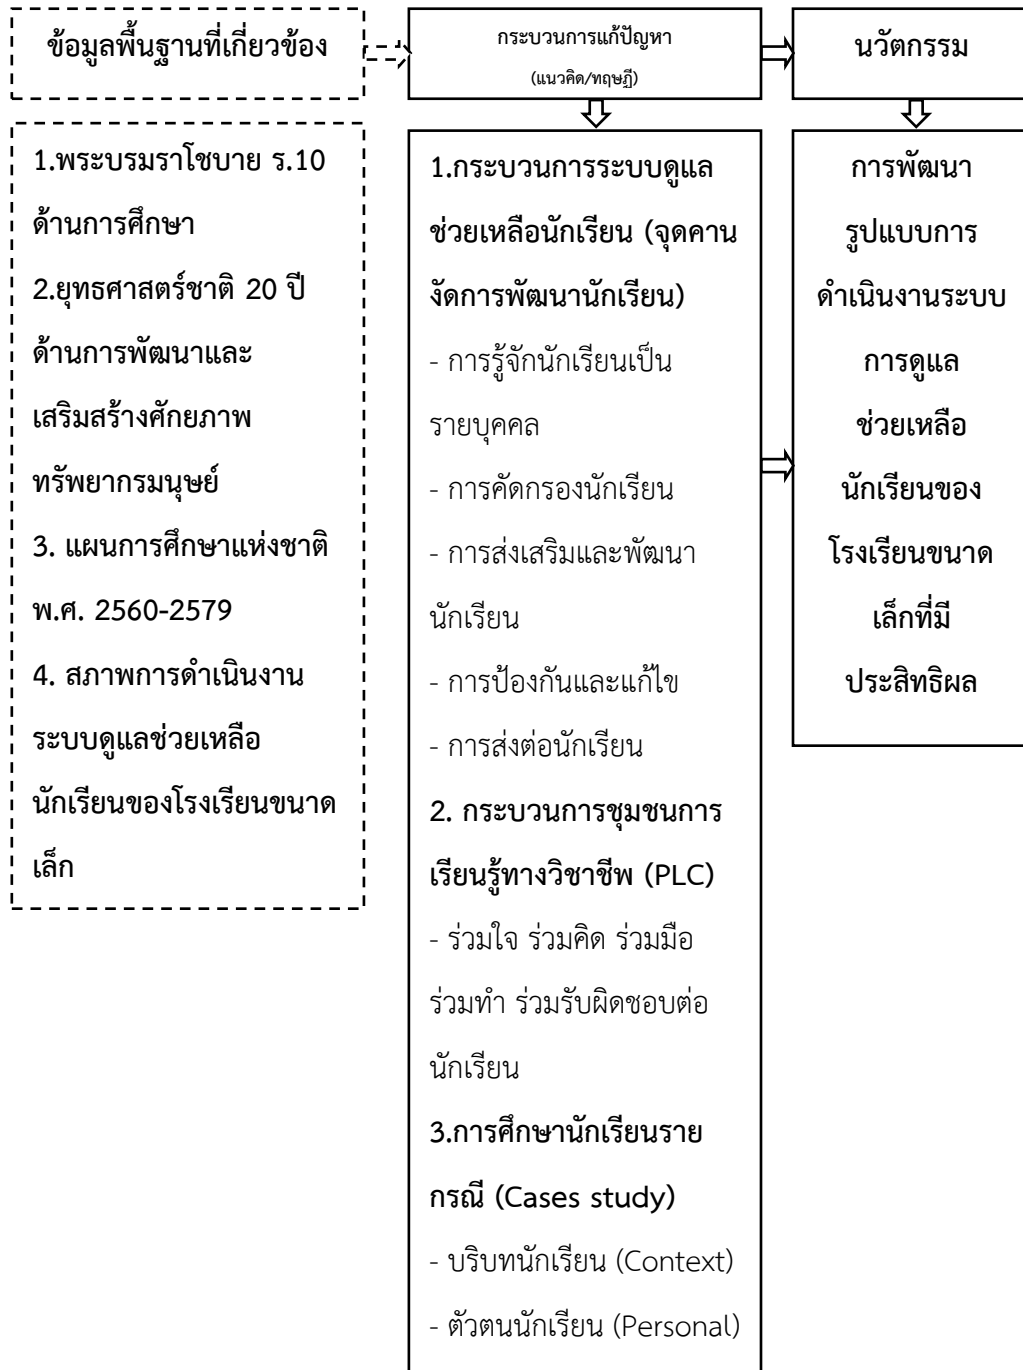 ข้อมูลพื้นฐานที่เกี่ยวข้อง
กระบวนการแก้ปัญหา
(แนวคิด/ทฤษฎี)
นวัตกรรม
1.พระบรมราโชบาย ร.10
ด้านการศึกษา
2.ยุทธศาสตร์ชาติ 20 ปี
ด้านการพัฒนาและ
เสริมสร้างศักยภาพ
ทรัพยากรมนุษย์
3. แผนการศึกษาแห่งชาติ
พ.ศ. 2560-2579
4. สภาพการดำเนินงาน
ระบบดูแลช่วยเหลือ
นักเรียนของโรงเรียนขนาด
เล็ก
1.กระบวนการระบบดูแล
ช่วยเหลือนักเรียน (จุดคาน
งัดการพัฒนานักเรียน)
- การรู้จักนักเรียนเป็น
รายบุคคล
- การคัดกรองนักเรียน
- การส่งเสริมและพัฒนา
นักเรียน
- การป้องกันและแก้ไข
- การส่งต่อนักเรียน
2. กระบวนการชุมชนการ
เรียนรู้ทางวิชาชีพ (PLC)
- ร่วมใจ ร่วมคิด ร่วมมือ
ร่วมทำ ร่วมรับผิดชอบต่อ
นักเรียน
3.การศึกษานักเรียนราย
กรณี (Cases study)
- บริบทนักเรียน (Context)
- ตัวตนนักเรียน (Personal)
การพัฒนา
รูปแบบการ
ดำเนินงานระบบ
การดูแล
ช่วยเหลือ
นักเรียนของ
โรงเรียนขนาด
เล็กที่มี
ประสิทธิผล